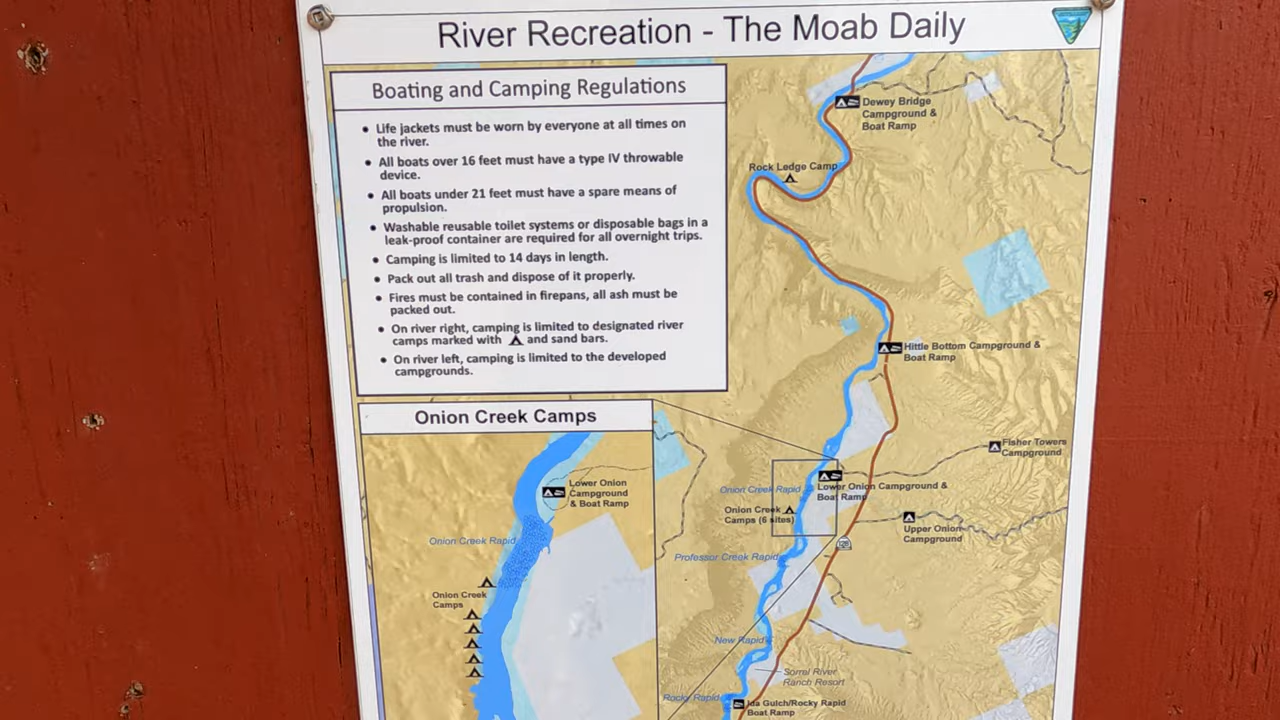 River Recreation - The Moab Daily
Boating and Camping Regulations
• Life jackets must be worn by everyone at all times on
the river.
• All boats over 16 feet must have a type IV throwable
device.
• All boats under 21 feet must have a spare means of
propulsion.
• Washable reusable toilet systems or disposable bags in a
leak-proof container are required for all overnight trips.
• Camping is limited to 14 days in length.
• Pack out all trash and dispose of it properly.
• Fires must be contained in firepans, all ash must be
packed out.
• On river right, camping is limited to designated river
camps marked with and sand bars.
• On river left, camping is limited to the developed
campgrounds.
Onion Creek Camps
Lower Onion
Campground
& Boat Ramp
Onion Creek Rapid
Onion Creek
Camps
Dewey Bridge
Campground &
Boat Ramp
Rock Ledge Camp
Hittle Bottom Campground &
Boat Ramp
Fisher Towers
Campground
Onion Creek Rapid
Lower Onion Campground &
Boat Ramp
Onion Creek
Camps (6 sites)
Upper Onion
Campground
128
Professor Creek Rapid
New Rapid
Sorrel River
Ranch Resort
Rocky Rapid
Ida Gulch/Rocky Rapid
Boat Ramp